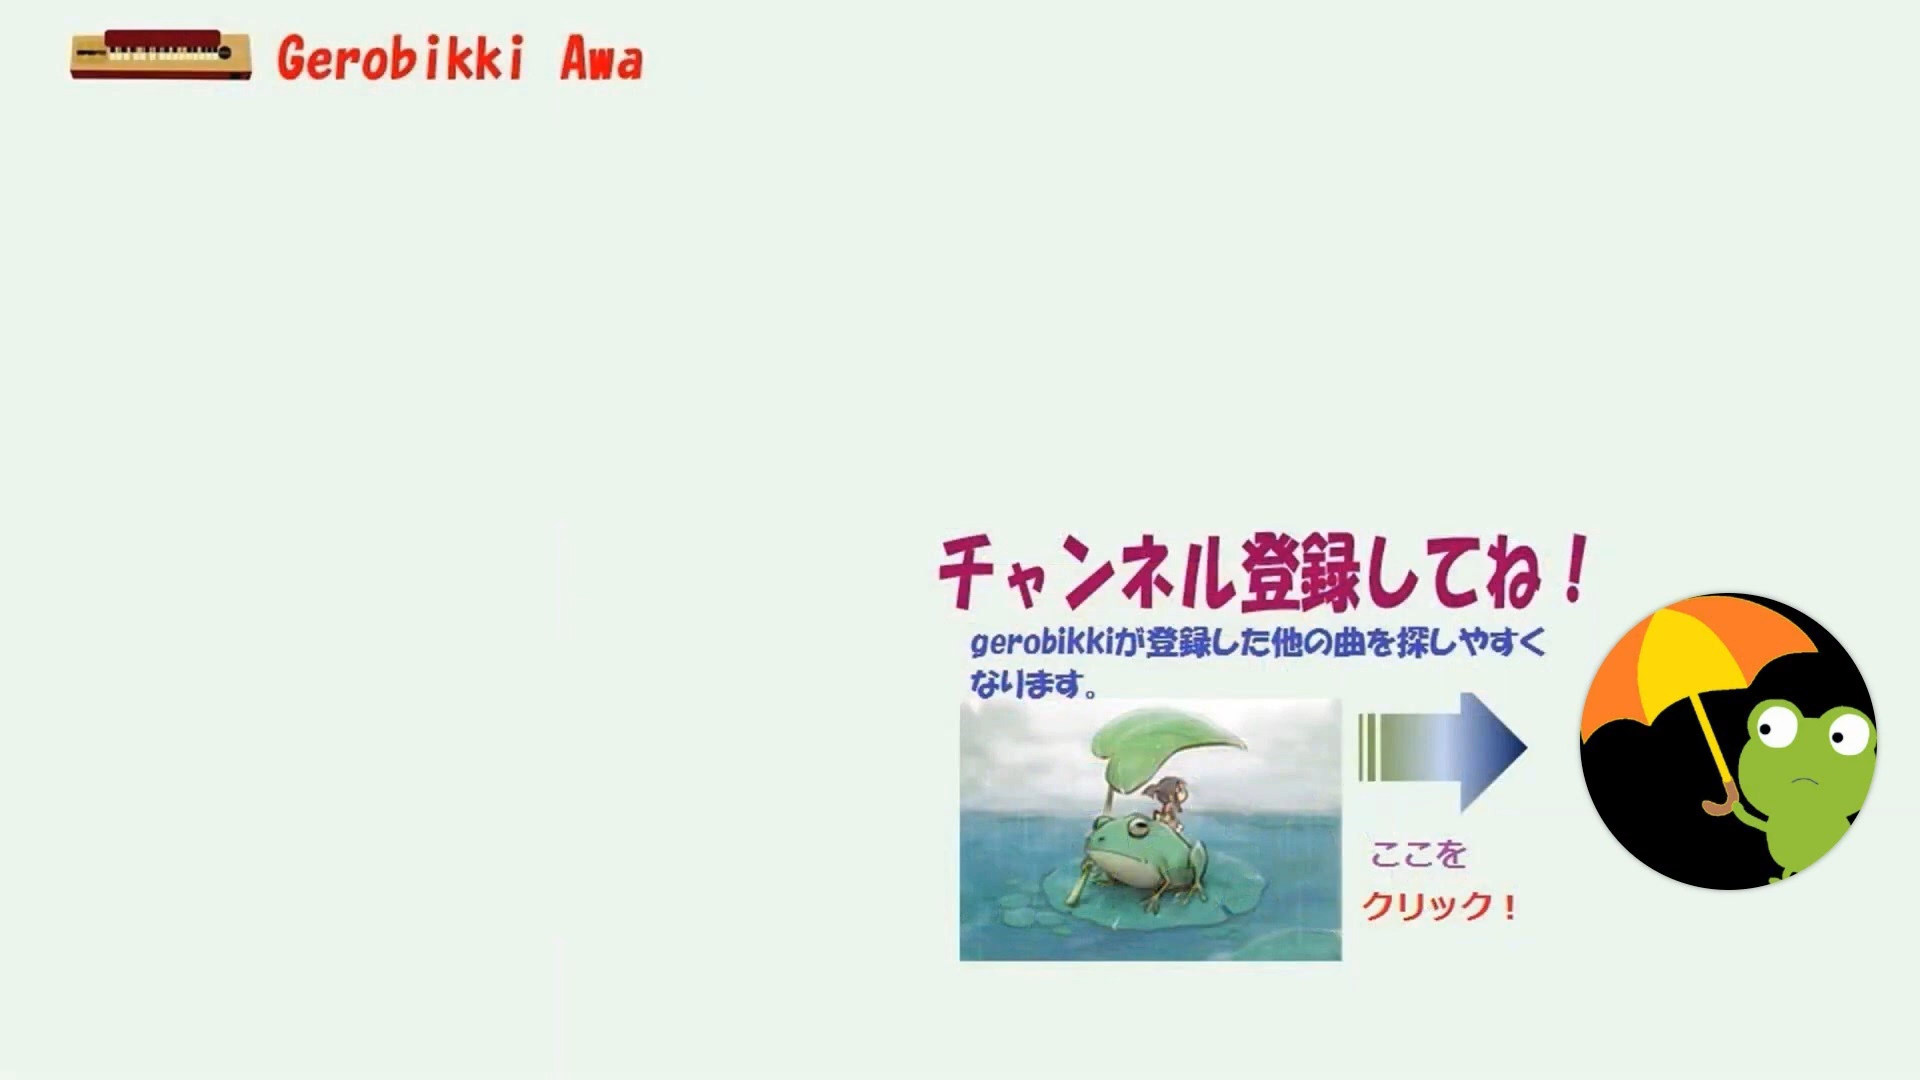 Gerobikki Awa
チャンネル登録してね！
gerobikkiが登録した他の曲を探しやすく
なります。
ここを
クリック！